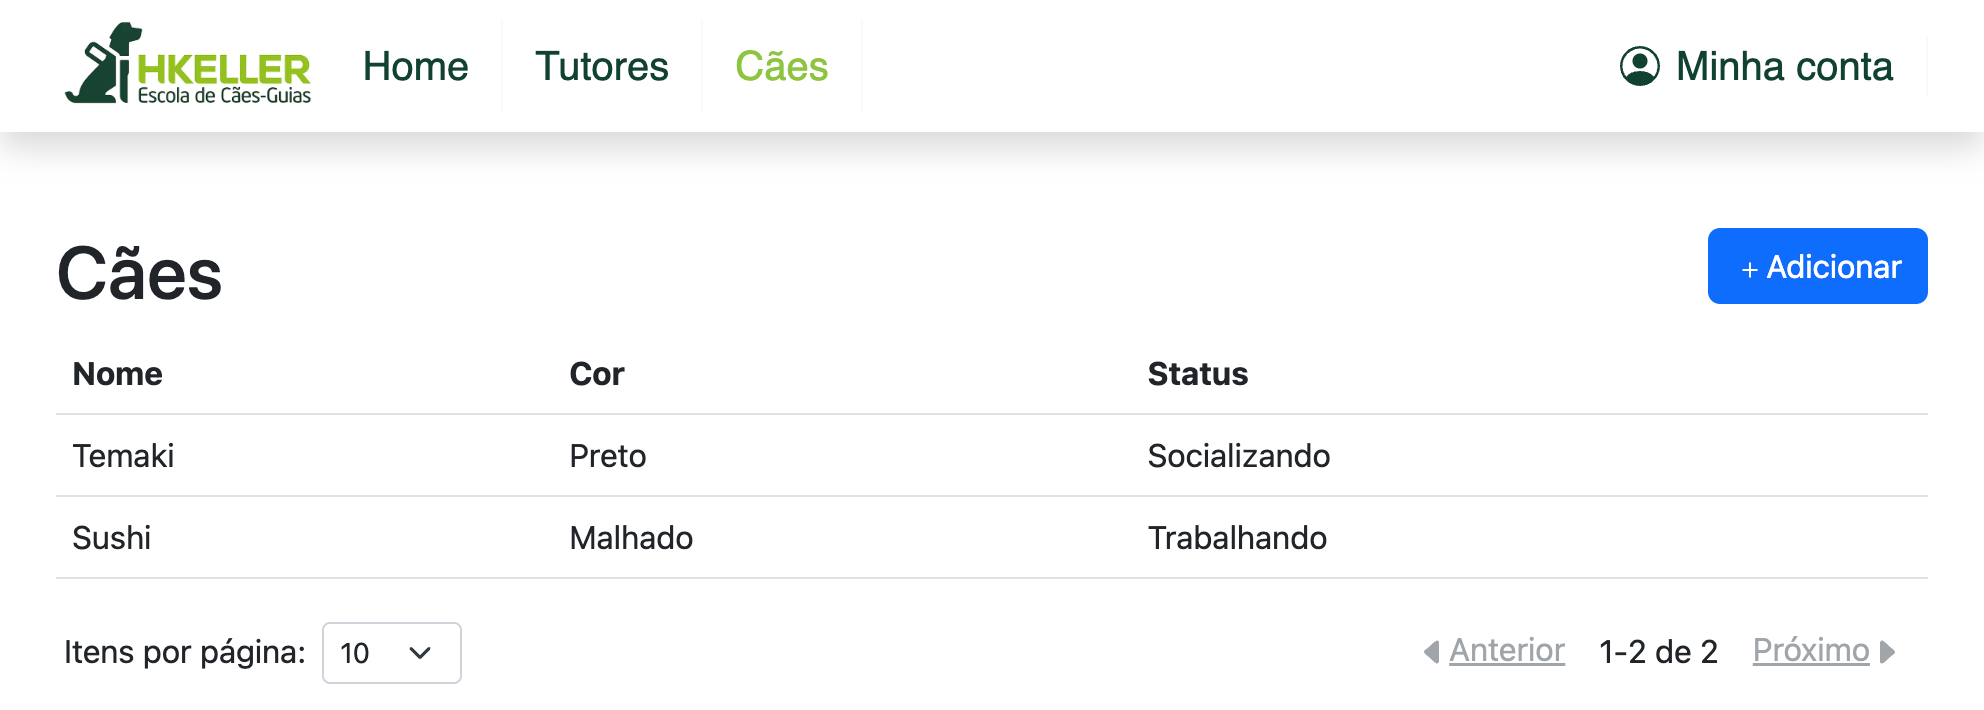 HKELLER
Escola de Cães-Guias
Home Tutores Cães Minha conta
Cães + Adicionar
Nome Cor Status
Temaki Preto Socializando
Sushi Malhado Trabalhando
Itens por página: 10 Anterior 1-2 de 2 Próximo